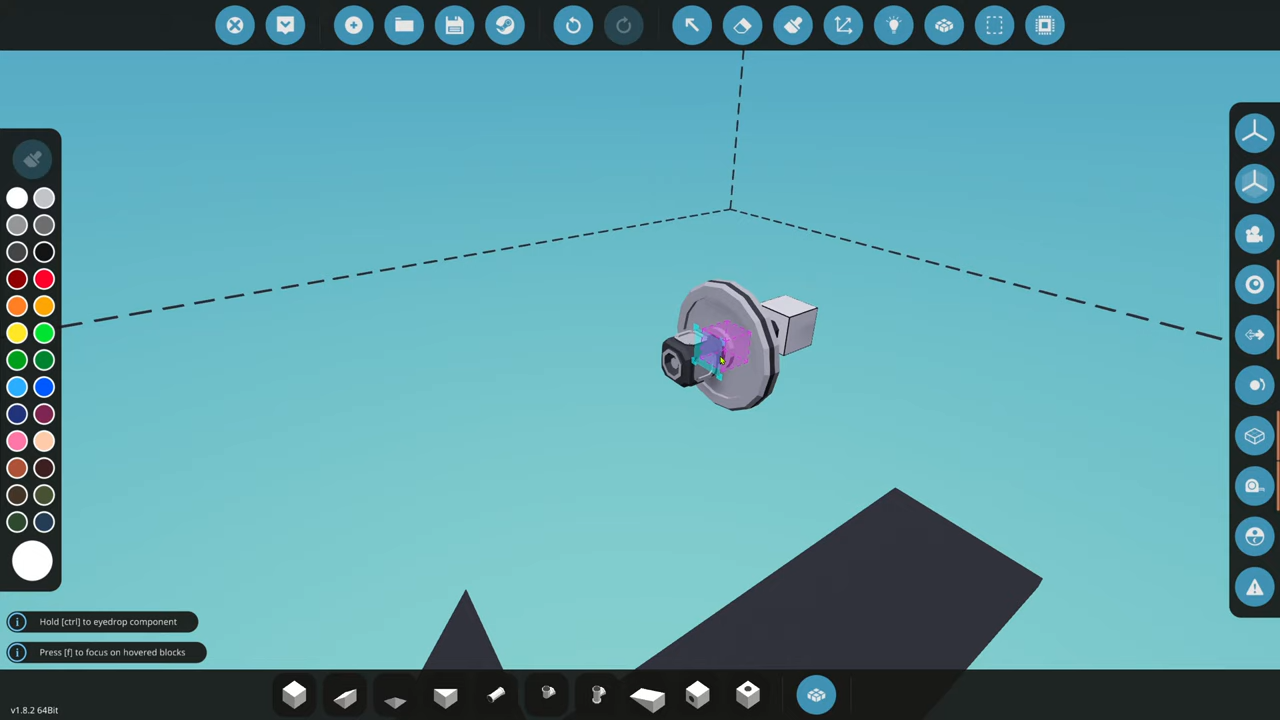 Hold [ctrl] to eyedrop component
Press [f] to focus on hovered blocks
v1.8.2 64Bit